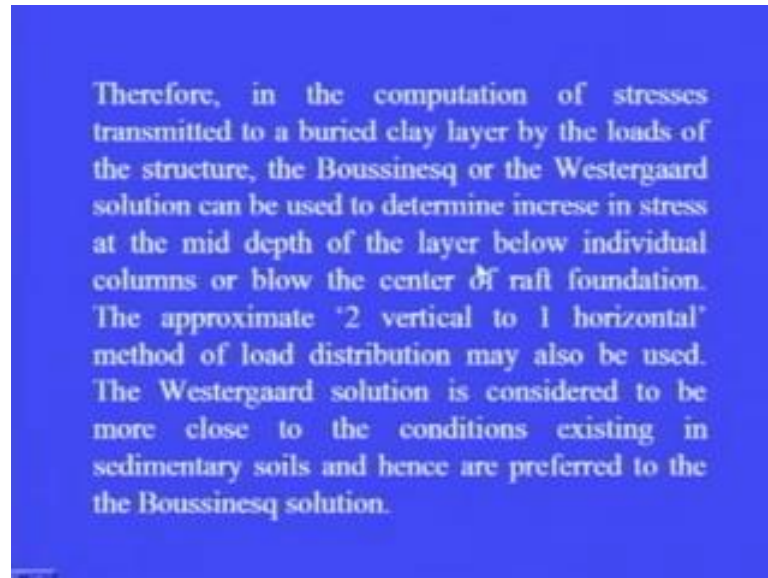 Therefore, in the computation of stresses
transmitted to a buried clay layer by the loads of
the structure, the Boussinesq or the Westergaard
solution can be used to determine increse in stress
at the mid depth of the layer below individual
columns or blow the center of raft foundation.
The approximate '2 vertical to 1 horizontal'
method of load distribution may also be used.
The Westergaard solution is considered to be
more close to the conditions existing in
sedimentary soils and hence are preferred to the
the Boussinesq solution.